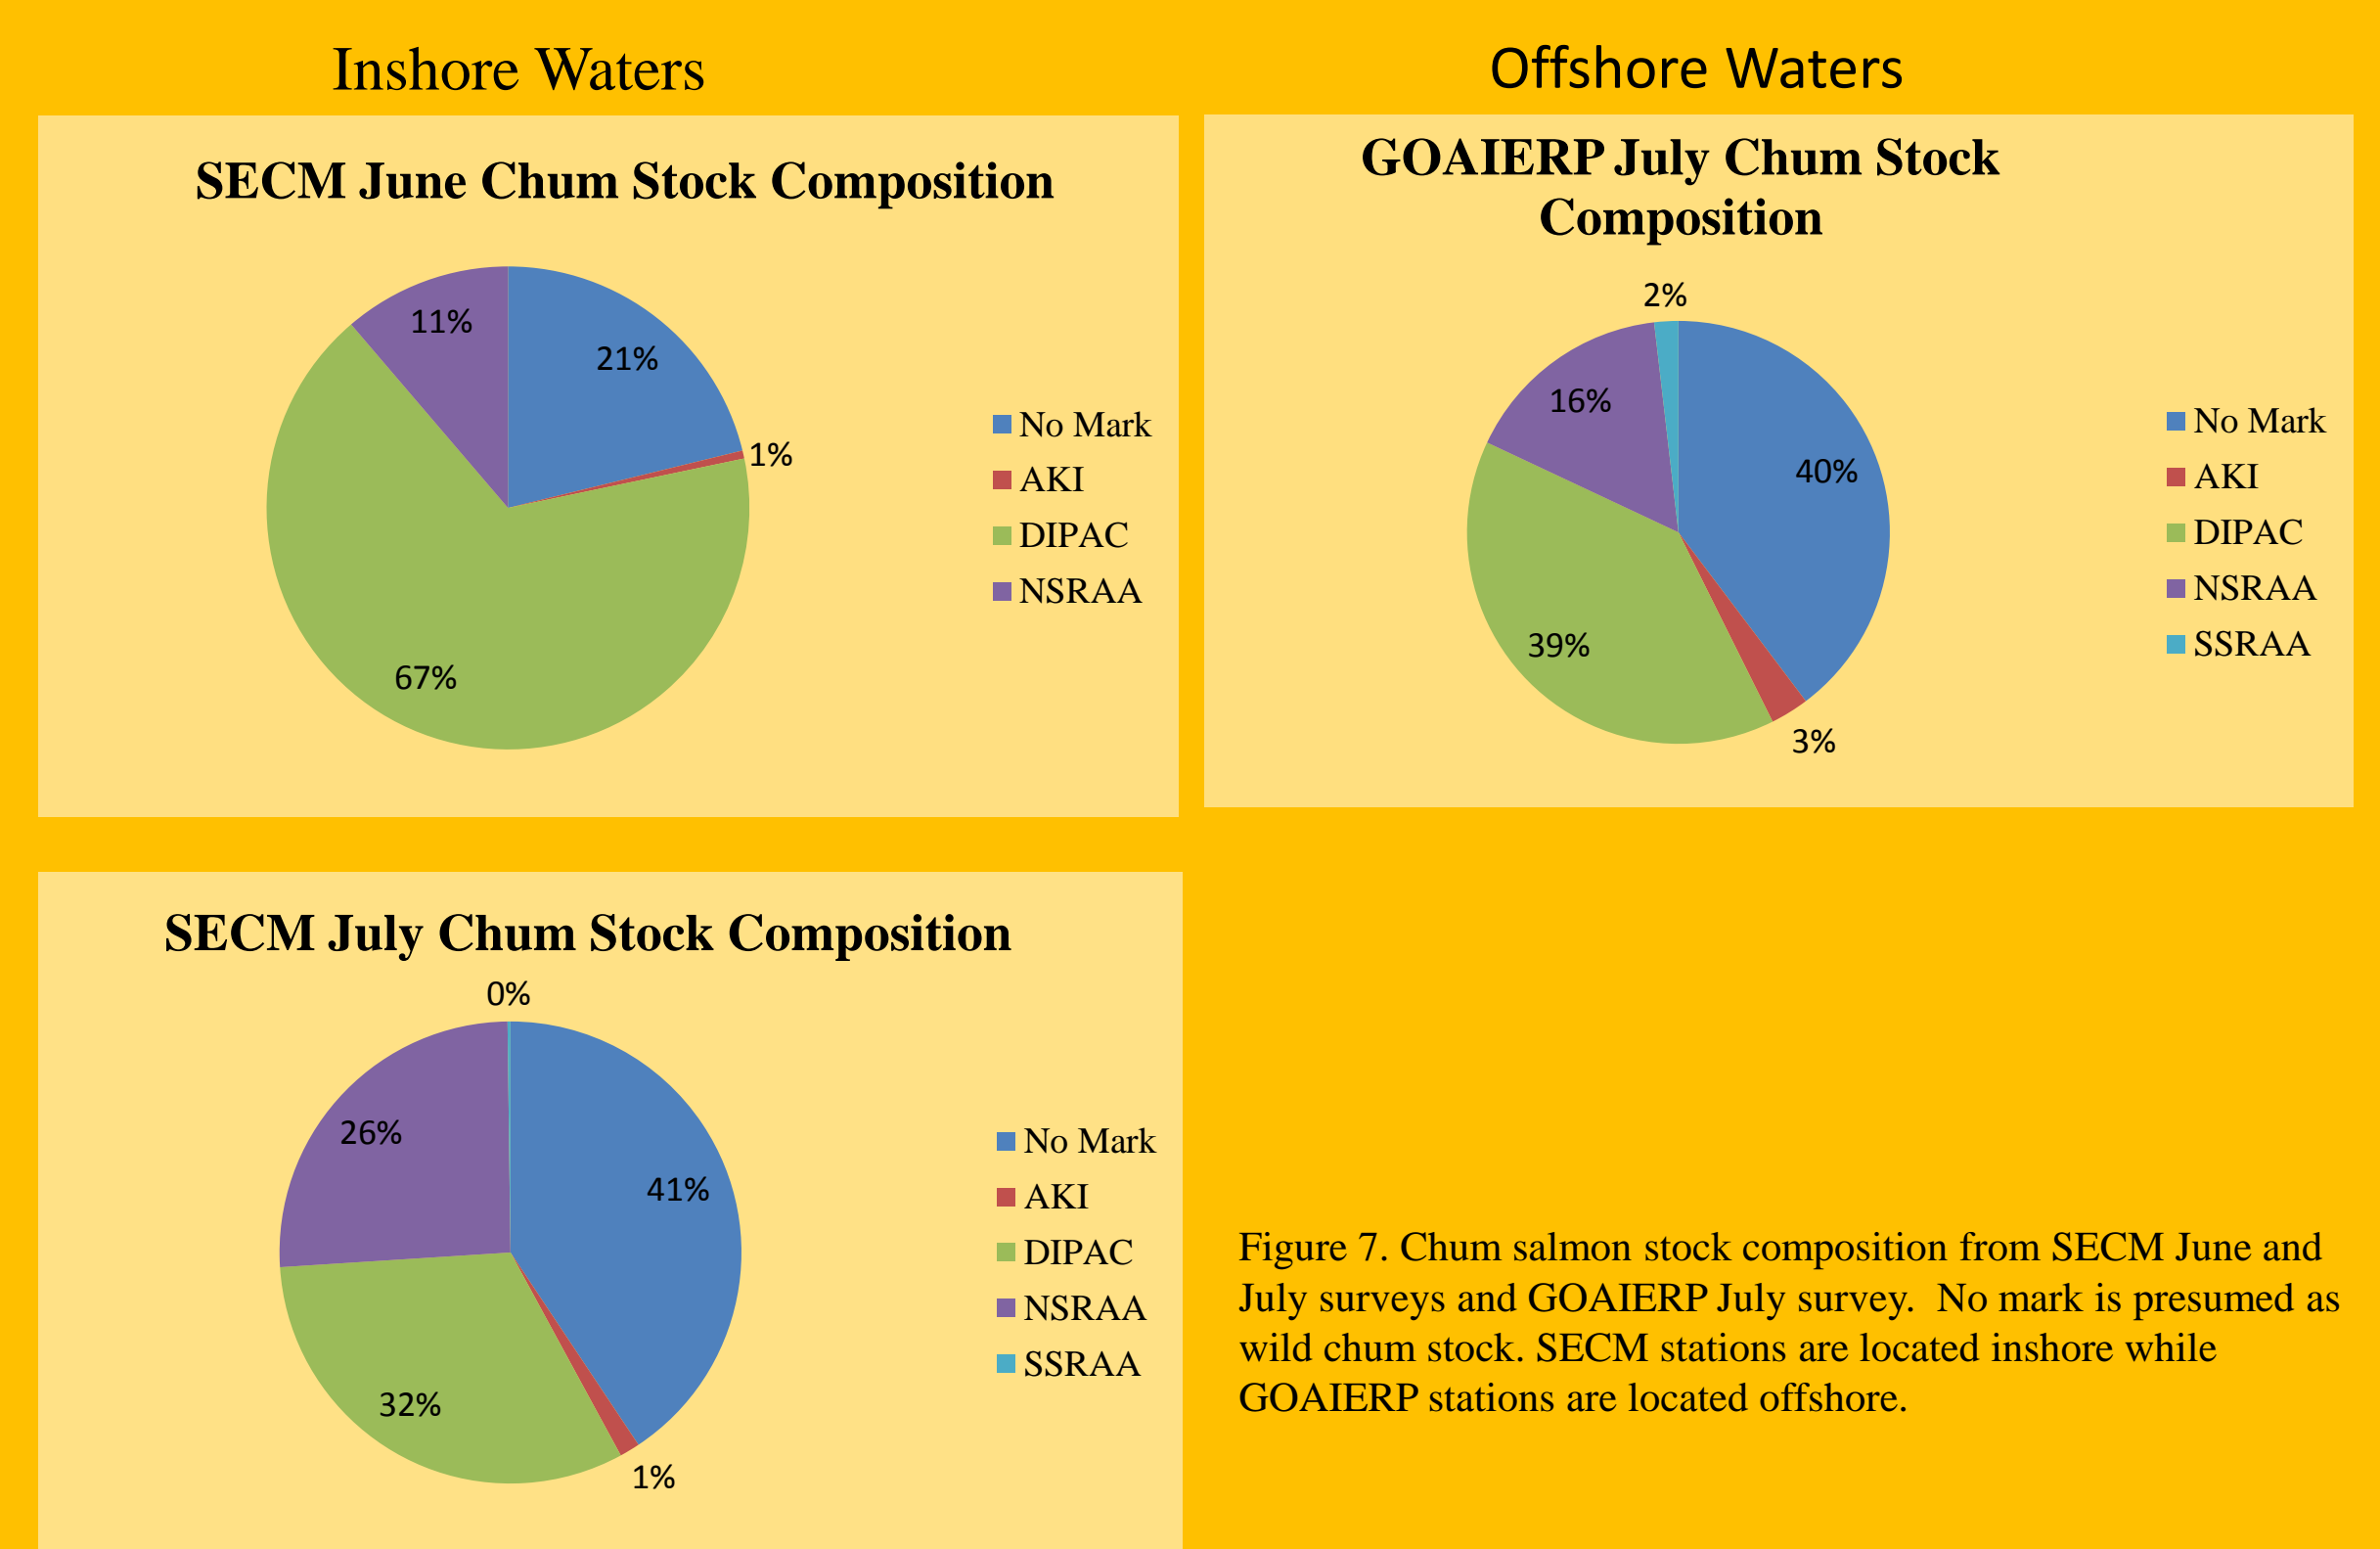 Inshore Waters
SECM June Chum Stock Composition
11%
21%
1%
67%
No Mark
AKI
DIPAC
NSRAA
Offshore Waters
GOAIERP July Chum Stock
Composition
2%
16%
40%
39%
3%
No Mark
AKI
DIPAC
NSRAA
SSRAA
SECM July Chum Stock Composition
0%
26%
41%
32%
1%
No Mark
AKI
DIPAC
NSRAA
SSRAA
Figure 7. Chum salmon stock composition from SECM June and
July surveys and GOAIERP July survey.  No mark is presumed as
wild chum stock. SECM stations are located inshore while
GOAIERP stations are located offshore.